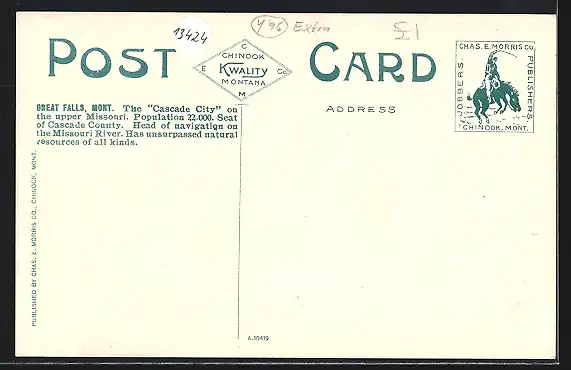 13424
Y 96 Extra
£1
POST CARD
C
CHINOOK
E KWALITY Co.
MONTANA
M
CHAS. E. MORRIS CO.
JOBBERS.
PUBLISHERS
CHINOOK, MONT.
ADDRESS
GREAT FALLS, MONT. The "Cascade City" on
the upper Missouri. Population 22,000. Seat
of Cascade County. Head of navigation on
the Missouri River. Has unsurpassed natural
resources of all kinds.
PUBLISHED BY CHAS. E. MORRIS CO., CHINOOK, MONT.
A-10419